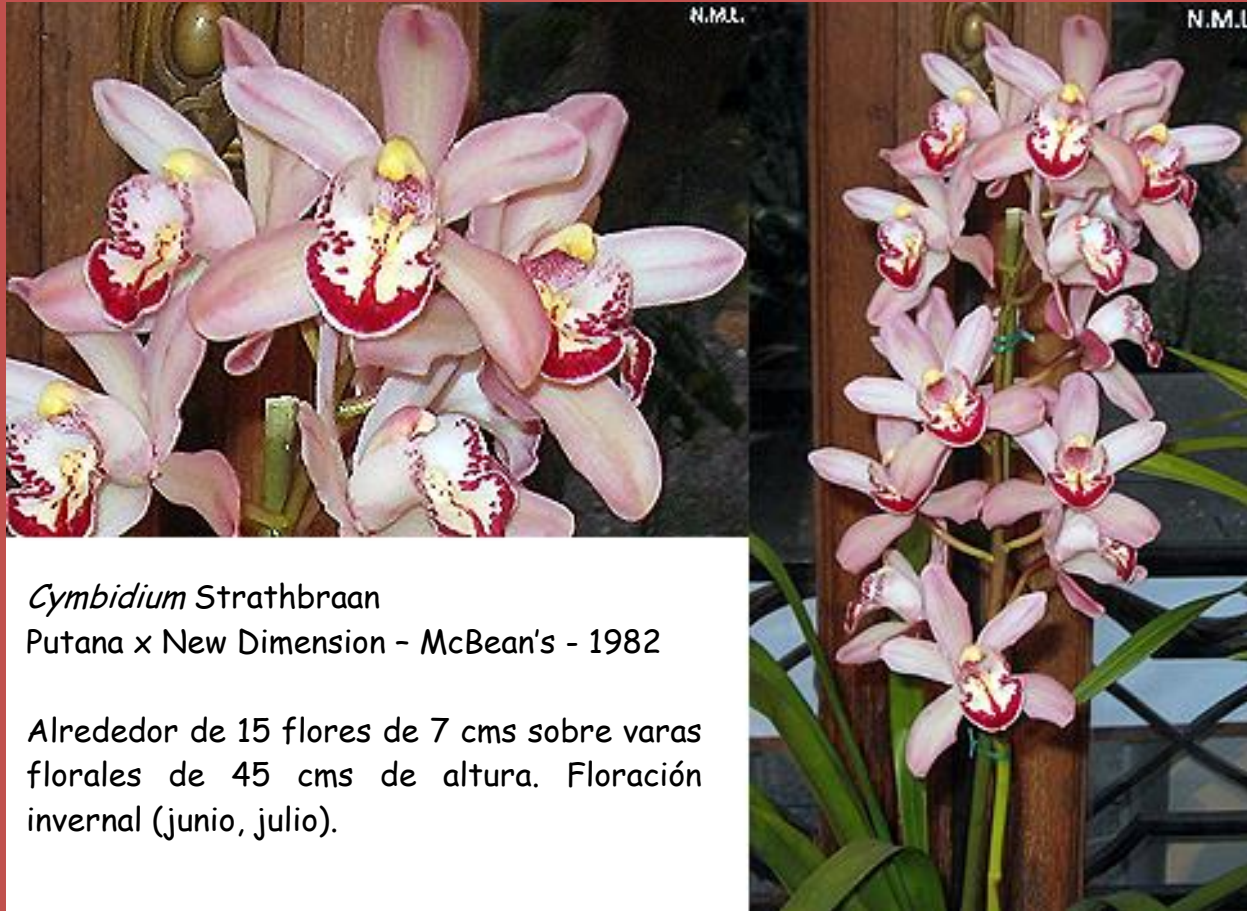 N.M.L.
N.M.L
Cymbidium Strathbraan
Putana x New Dimension – McBean's - 1982
Alrededor de 15 flores de 7 cms sobre varas
florales de 45 cms de altura. Floración
invernal (junio, julio).